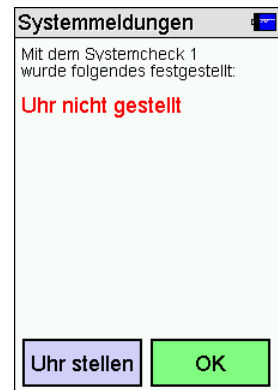 Systemmeldungen
Mit dem Systemcheck 1
wurde folgendes festgestellt:
Uhr nicht gestellt
Uhr stellen
OK